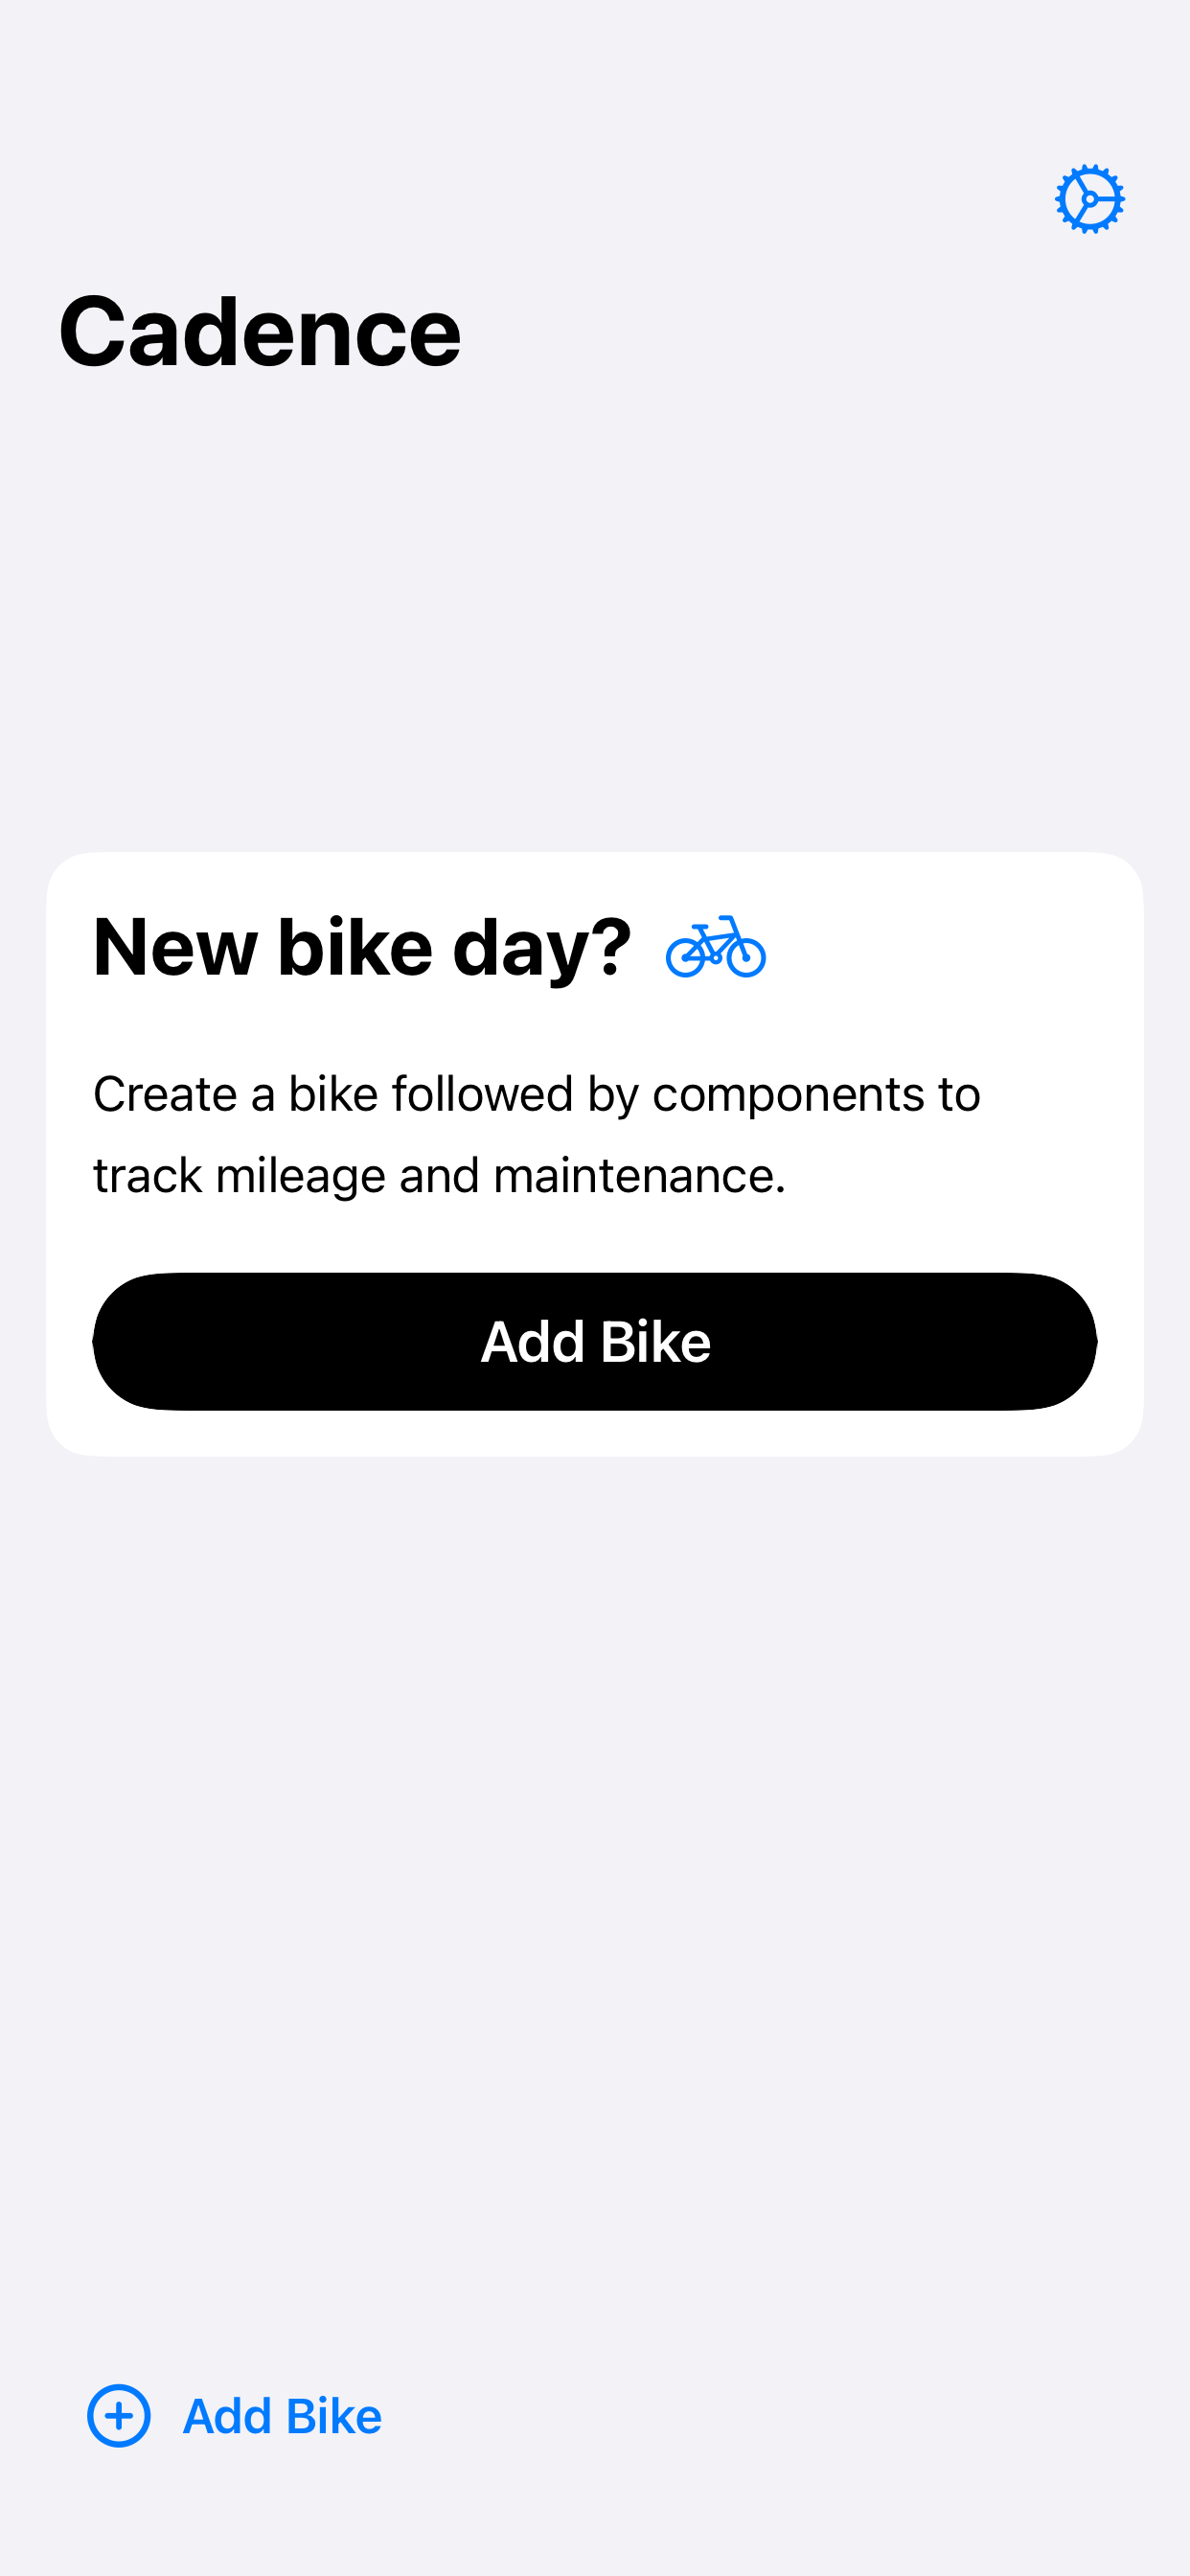 Cadence
New bike day?
Create a bike followed by components to
track mileage and maintenance.
Add Bike
Add Bike